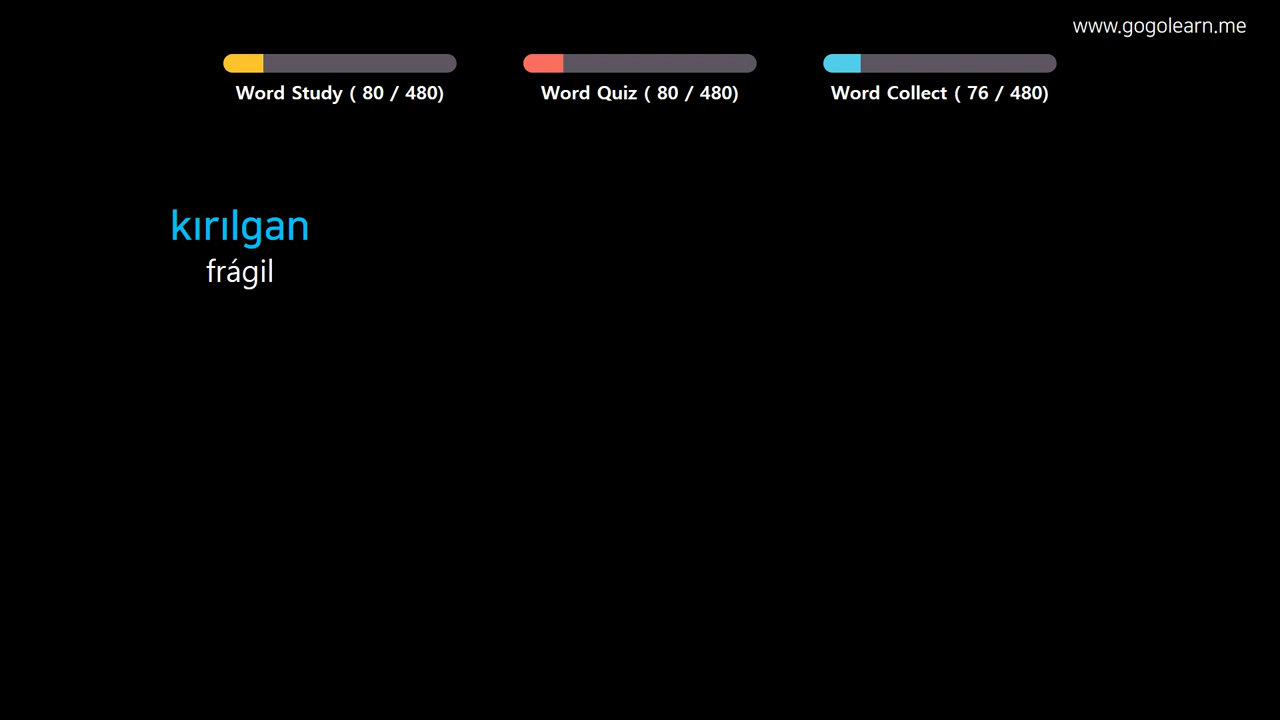 www.gogolearn.me
Word Study ( 80 / 480)
Word Quiz ( 80 / 480)
Word Collect ( 76 / 480)
kırılgan
frágil